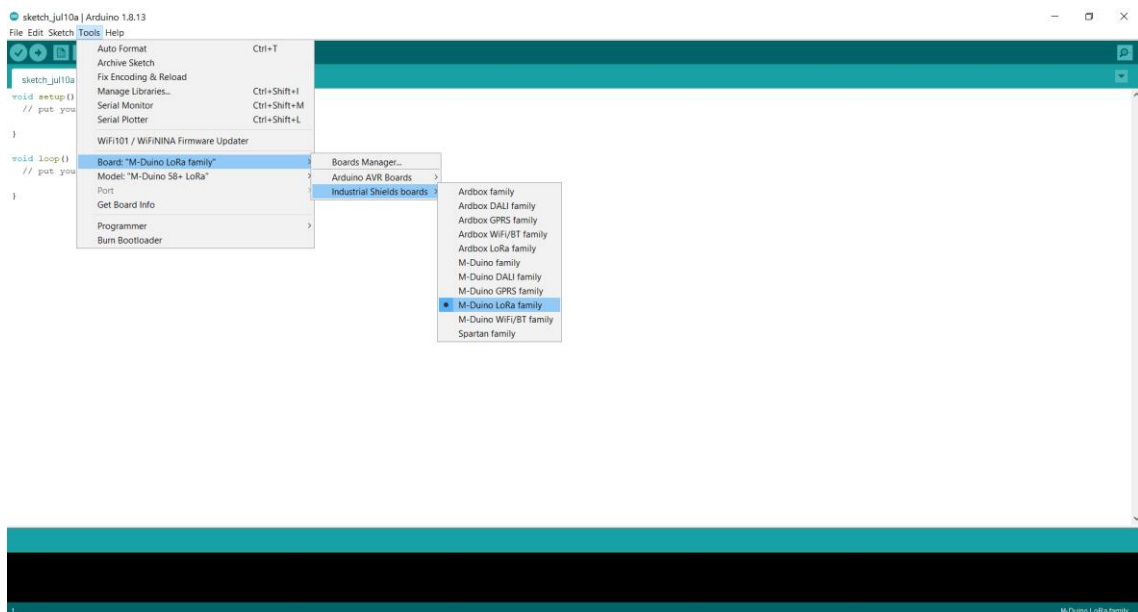 sketch_jul10a | Arduino 1.8.13
File Edit Sketch Tools Help
Auto Format Ctrl+T
Archive Sketch
Fix Encoding & Reload
Manage Libraries... Ctrl+Shift+I
Serial Monitor Ctrl+Shift+M
Serial Plotter Ctrl+Shift+L
WiFi101 / WiFiNINA Firmware Updater
Board: "M-Duino LoRa family"
Model: "M-Duino 58+ LoRa"
Port
Get Board Info
Programmer
Burn Bootloader
Boards Manager...
Arduino AVR Boards
Industrial Shields boards
Ardbox family
Ardbox DALI family
Ardbox GPRS family
Ardbox WiFi/BT family
Ardbox LoRa family
M-Duino family
M-Duino DALI family
M-Duino GPRS family
M-Duino LoRa family
M-Duino WiFi/BT family
Spartan family
sketch_jul10a
void setup()
// put you
}
void loop()
// put you
}
1
M-Duino LoRa family